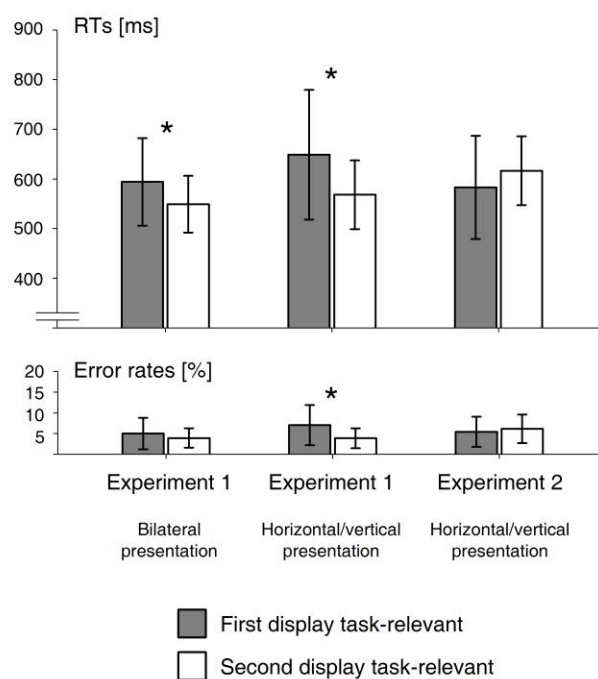 RTs [ms]
900
800
700
600
500
400
*
*
Error rates [%]
20
15
10
5
*
Experiment 1
Experiment 1
Experiment 2
Bilateral
presentation
Horizontal/vertical
presentation
Horizontal/vertical
presentation
First display task-relevant
Second display task-relevant